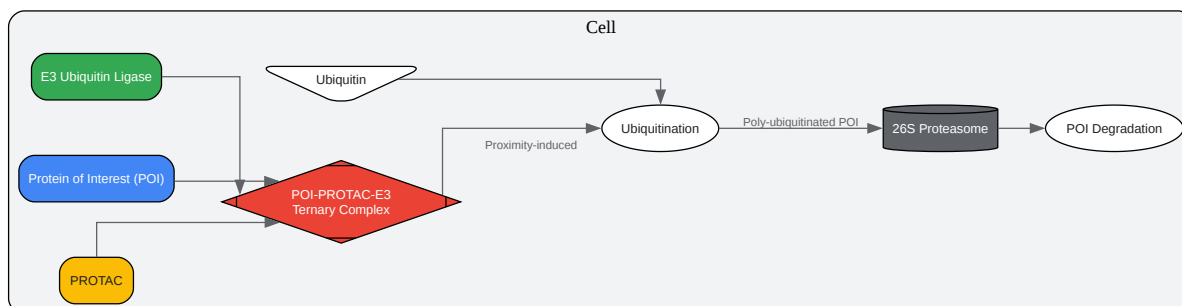 Cell
E3 Ubiquitin Ligase
Ubiquitin
Ubiquitination
Poly-ubiquitinated POI
26S Proteasome
POI Degradation
Proximity-induced
Protein of Interest (POI)
POI-PROTAC-E3
Ternary Complex
PROTAC